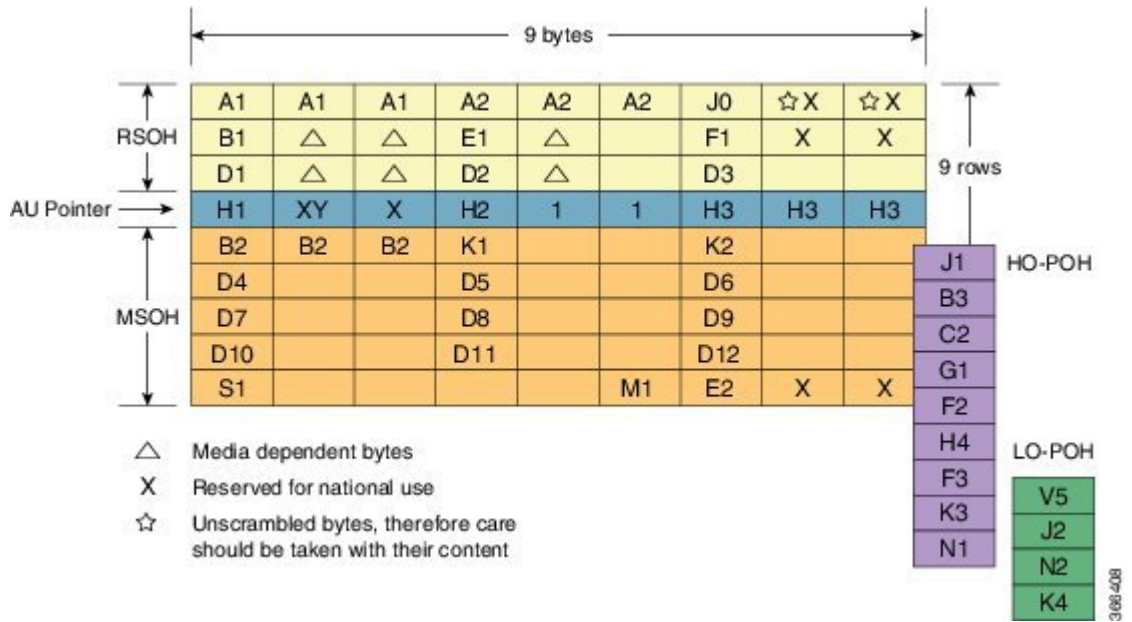 9 bytes
A1 A1 A1 A2 A2 A2 J0 ☆X ☆X
RSOH B1 △ △ E1 △ F1 X X
D1 △ △ D2 △ D3 9 rows
AU Pointer H1 XY X H2 1 1 H3 H3 H3
B2 B2 B2 K1 K2
J1 HO-POH
D4 D5 D6
B3
MSOH D7 D8 D9
C2
D10 D11 D12
G1
S1 M1 E2 X X
F2
△ Media dependent bytes
H4 LO-POH
X Reserved for national use
F3
V5
☆ Unscrambled bytes, therefore care
K3
J2
should be taken with their content
N1
N2
K4
366408